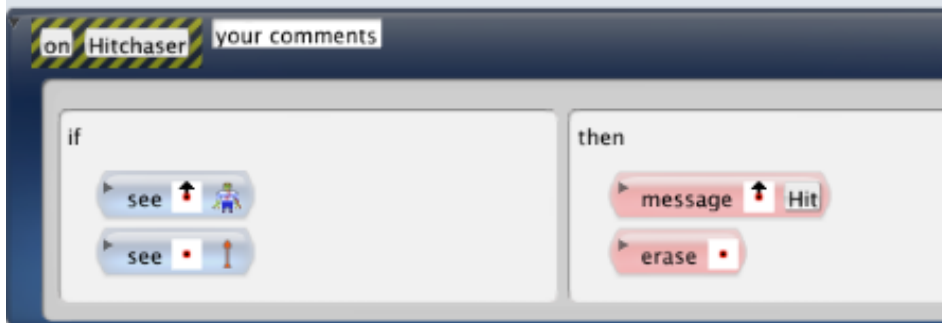 on Hitchaser your comments
if then
see message Hit
see erase